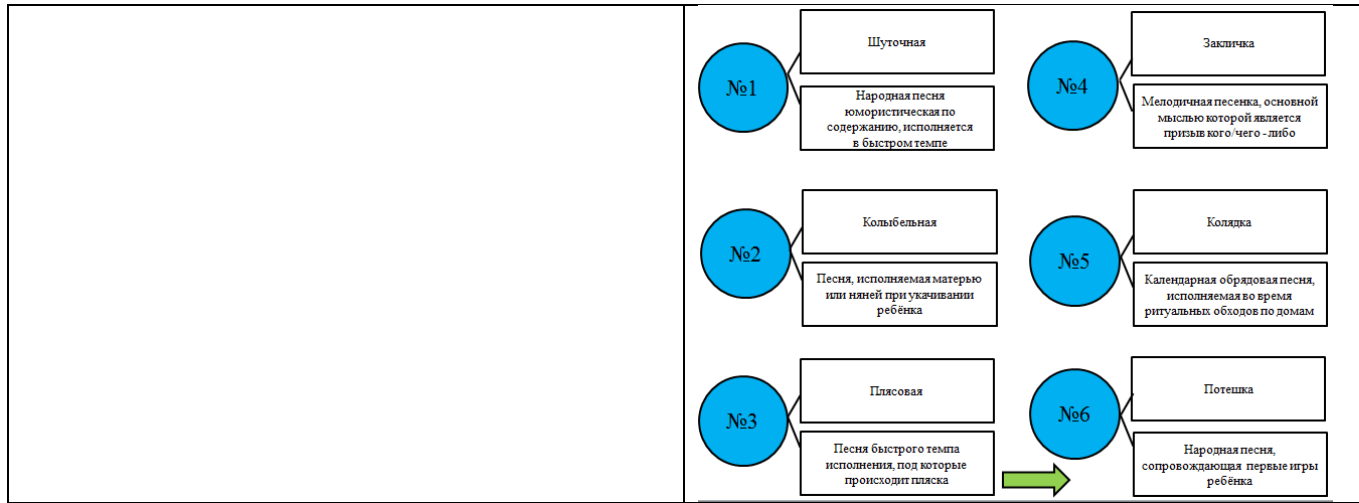 №1
Шуточная
Народная песня
юмористическая по
содержанию, исполняется
в быстром темпе
№2
Колыбельная
Песня, исполняемая матерью
или няней при укачивании
ребёнка
№3
Плясовая
Песня быстрого темпа
исполнения, под которые
происходит пляска
№4
Закличка
Мелодичная песенка, основной
мыслью которой является
призыв кого/чего - либо
№5
Колядка
Календарная обрядовая песня,
исполняемая во время
ритуальных обходов по домам
№6
Потешка
Народная песня,
сопровождающая первые игры
ребёнка